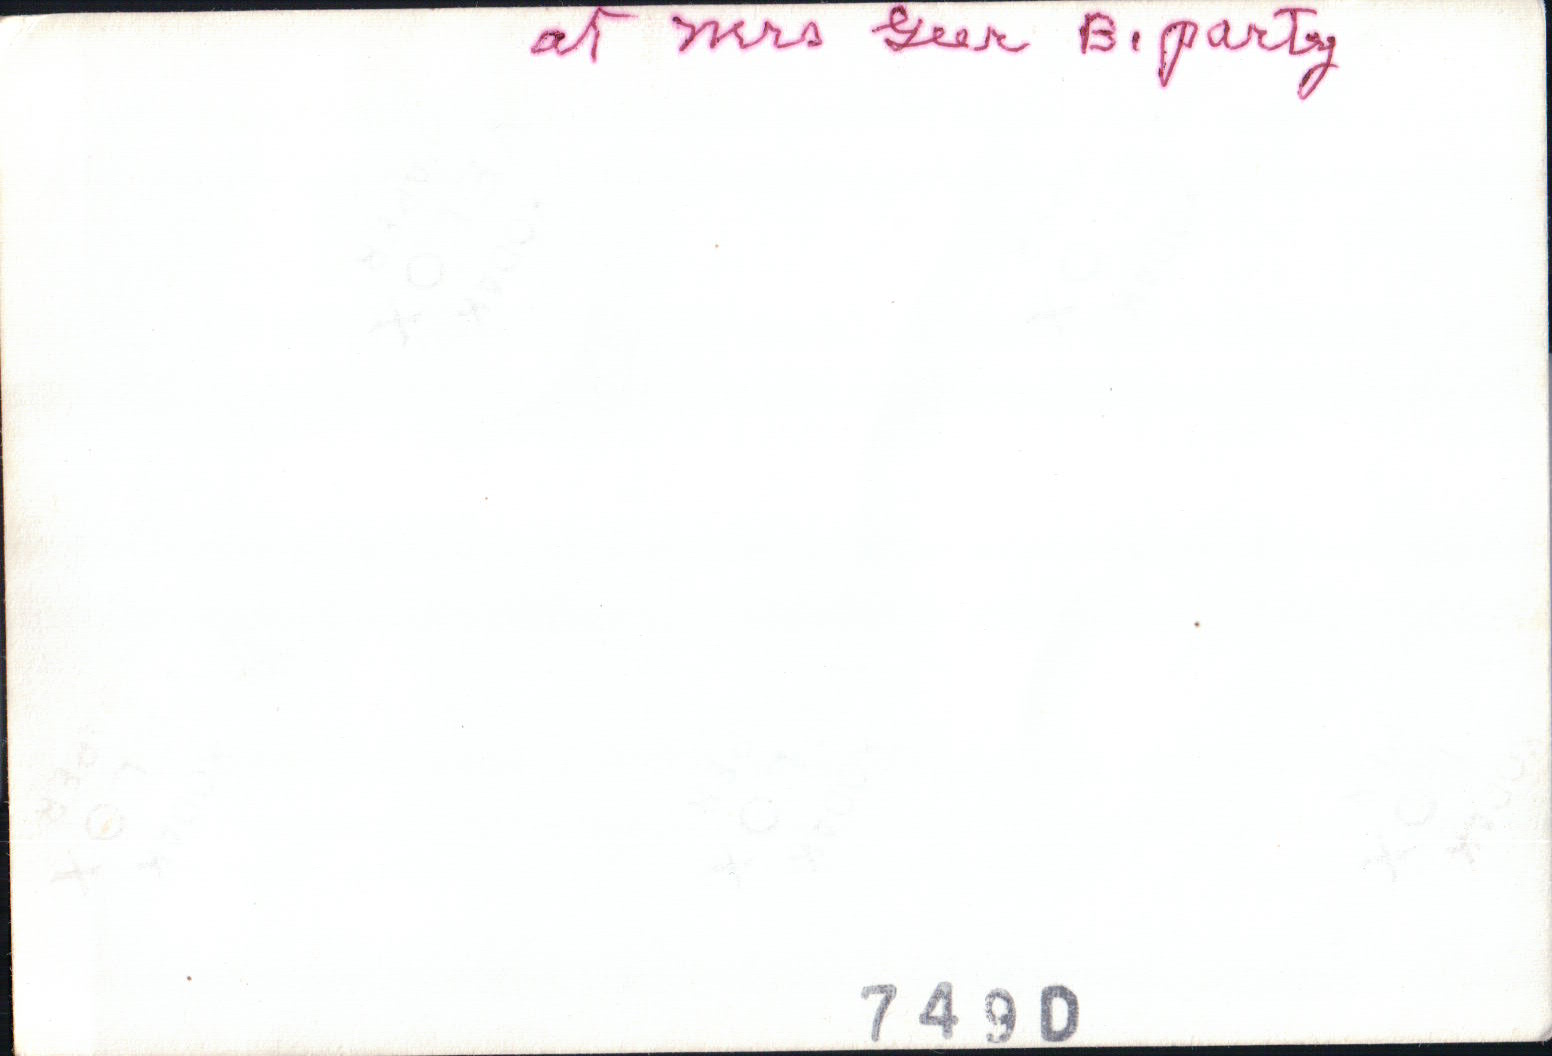 at Mrs Geer B. party
749D